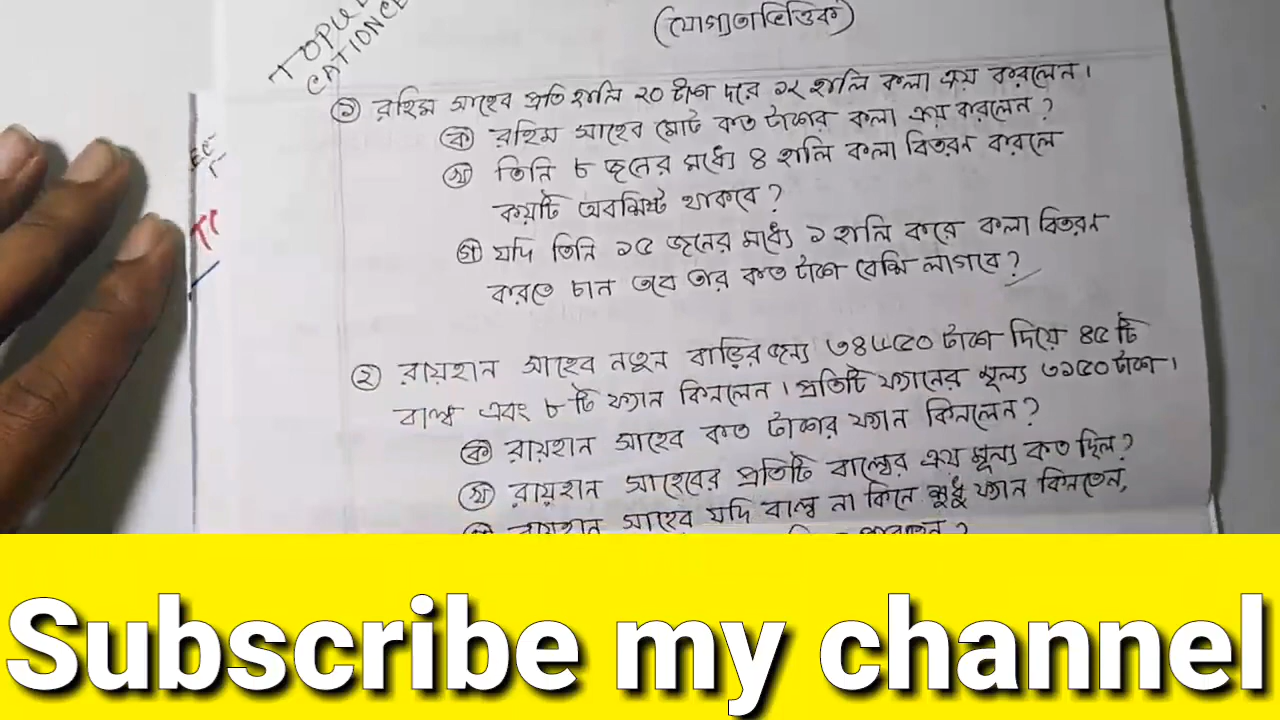 (যোগ্যতাভিত্তিক)
১ রহিম সাহেব প্রতি হালি ২০ টাকা দরে ১২ হালি কলা ক্রয় করলেন।
ক রহিম সাহেব মোট কত টাকার কলা ক্রয় করলেন?
খ তিনি ৮ জনের মধ্যে ৪ হালি কলা বিতরন করলে
কয়টি অবশিষ্ট থাকবে?
গ যদি তিনি ১৫ জনের মধ্যে ১ হালি করে কলা বিতরন
করতে চান তবে তার কত টাকা বেশি লাগবে?
২ রায়হান সাহেব নতুন বাড়ির জন্য ৩৪৬৫০ টাকা দিয়ে ৪৫ টি
বাল্ব এবং ৮ টি ফ্যান কিনলেন। প্রতিটি ফ্যানের মূল্য ৩১৫০ টাকা।
ক রায়হান সাহেব কত টাকার ফ্যান কিনলেন?
খ রায়হান সাহেবের প্রতিটি বাল্বের ক্রয় মূল্য কত ছিল?
রায়হান সাহেব যদি বাল্ব না কিনে শুধু ফ্যান কিনতেন,
Subscribe my channel